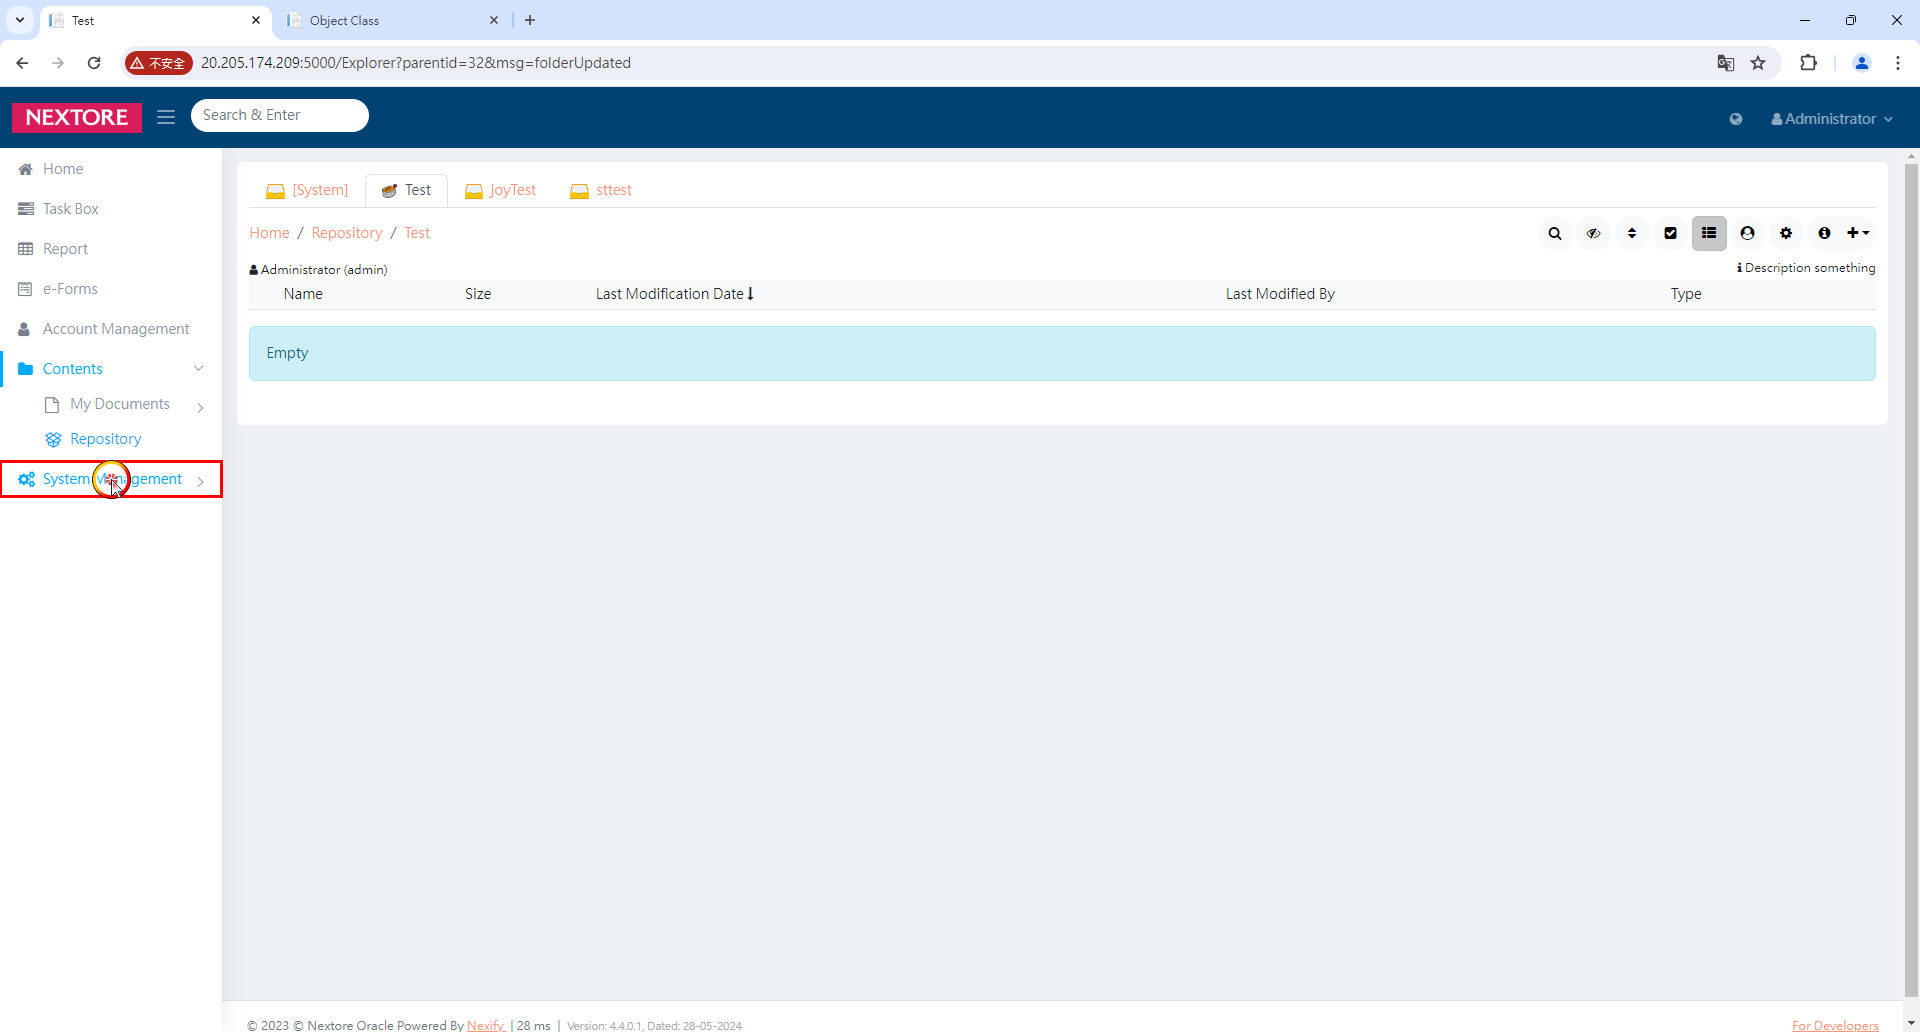 Test
Object Class
不安全
20.205.174.209:5000/Explorer?parentid=32&msg=folderUpdated
NEXTORE
Search & Enter
Administrator
Home
Task Box
Report
e-Forms
Account Management
Contents
My Documents
Repository
System Management
[System]
Test
joyTest
sttest
Home / Repository / Test
Administrator (admin)
Description something
Name Size Last Modification Date Last Modified By Type
Empty
© 2023 © Nextore Oracle Powered By Nexify | 28 ms | Version: 4.4.0.1, Dated: 28-05-2024
For Developers